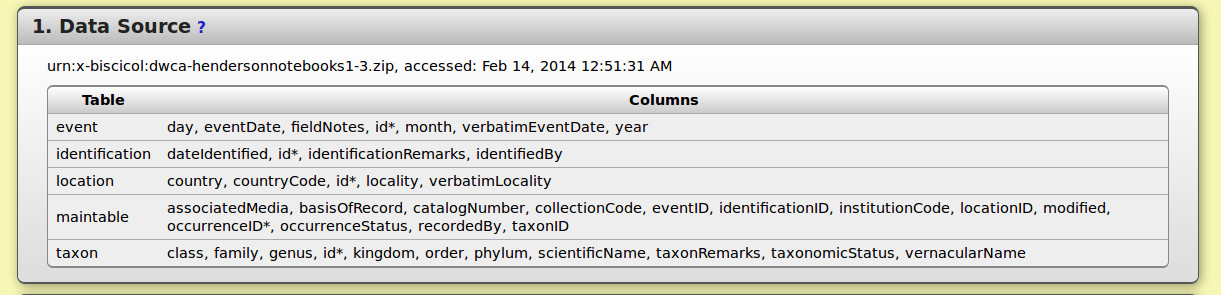 1. Data Source ?
urn:x-biscicol:dwca-hendersonnotebooks1-3.zip, accessed: Feb 14, 2014 12:51:31 AM
Table Columns
event day, eventDate, fieldNotes, id*, month, verbatimEventDate, year
identification dateIdentified, id*, identificationRemarks, identifiedBy
location country, countryCode, id*, locality, verbatimLocality
maintable associatedMedia, basisOfRecord, catalogNumber, collectionCode, eventID, identificationID, institutionCode, locationID, modified,
occurrenceID*, occurrenceStatus, recordedBy, taxonID
taxon class, family, genus, id*, kingdom, order, phylum, scientificName, taxonRemarks, taxonomicStatus, vernacularName